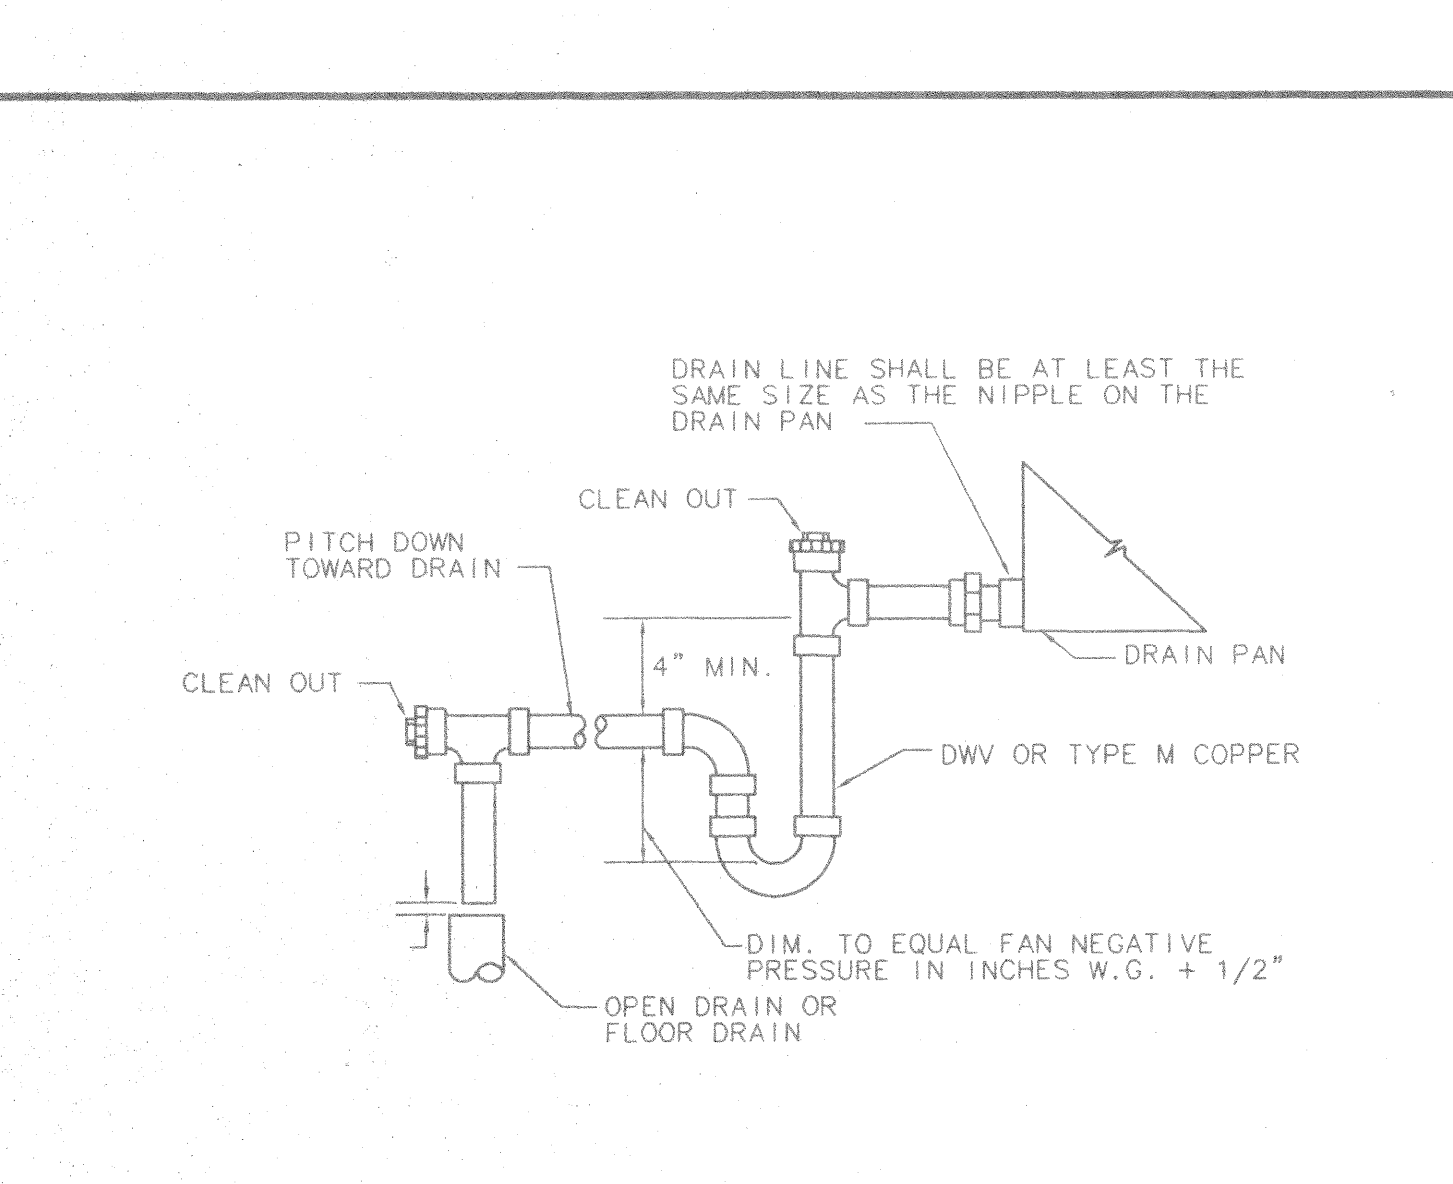 DRAIN LINE SHALL BE AT LEAST THE
SAME SIZE AS THE NIPPLE ON THE
DRAIN PAN
CLEAN OUT
PITCH DOWN
TOWARD DRAIN
4" MIN.
DRAIN PAN
CLEAN OUT
DWV OR TYPE M COPPER
DIM. TO EQUAL FAN NEGATIVE
PRESSURE IN INCHES W.G. + 1/2"
OPEN DRAIN OR
FLOOR DRAIN